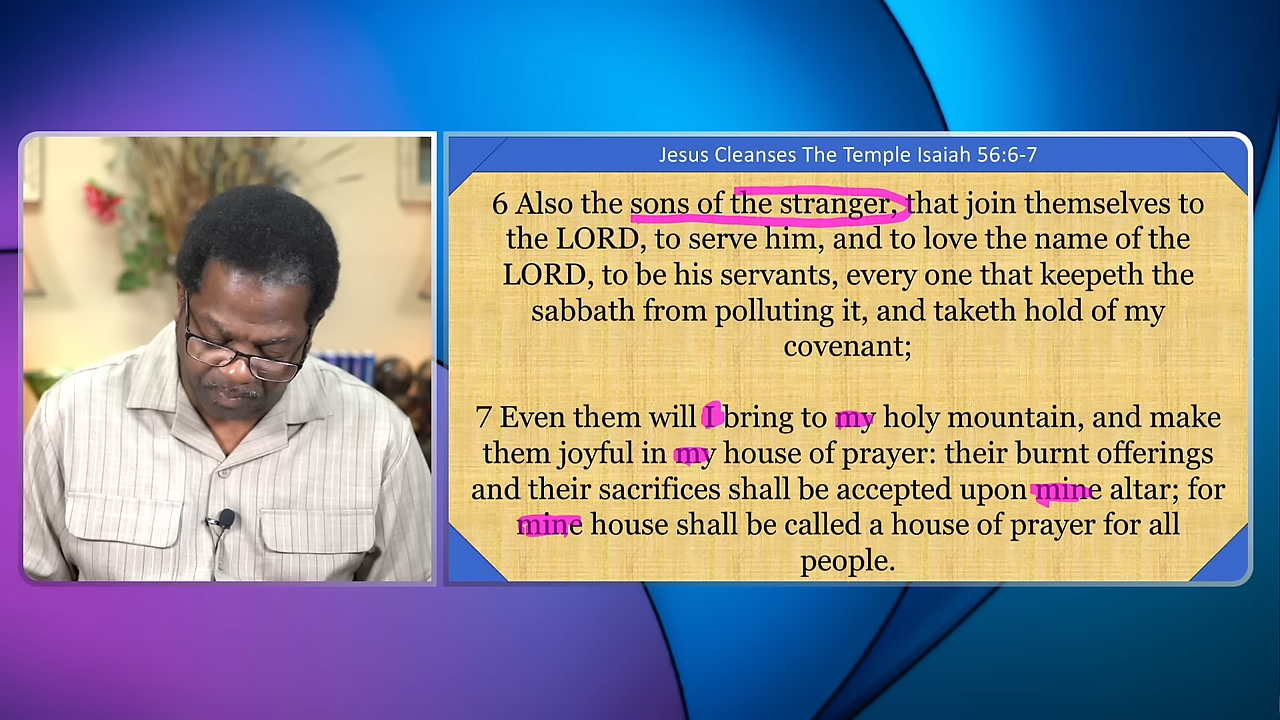 Jesus Cleanses The Temple Isaiah 56:6-7
6 Also the sons of the stranger, that join themselves to
the LORD, to serve him, and to love the name of the
LORD, to be his servants, every one that keepeth the
sabbath from polluting it, and taketh hold of my
covenant;
7 Even them will I bring to my holy mountain, and make
them joyful in my house of prayer: their burnt offerings
and their sacrifices shall be accepted upon mine altar; for
mine house shall be called a house of prayer for all
people.